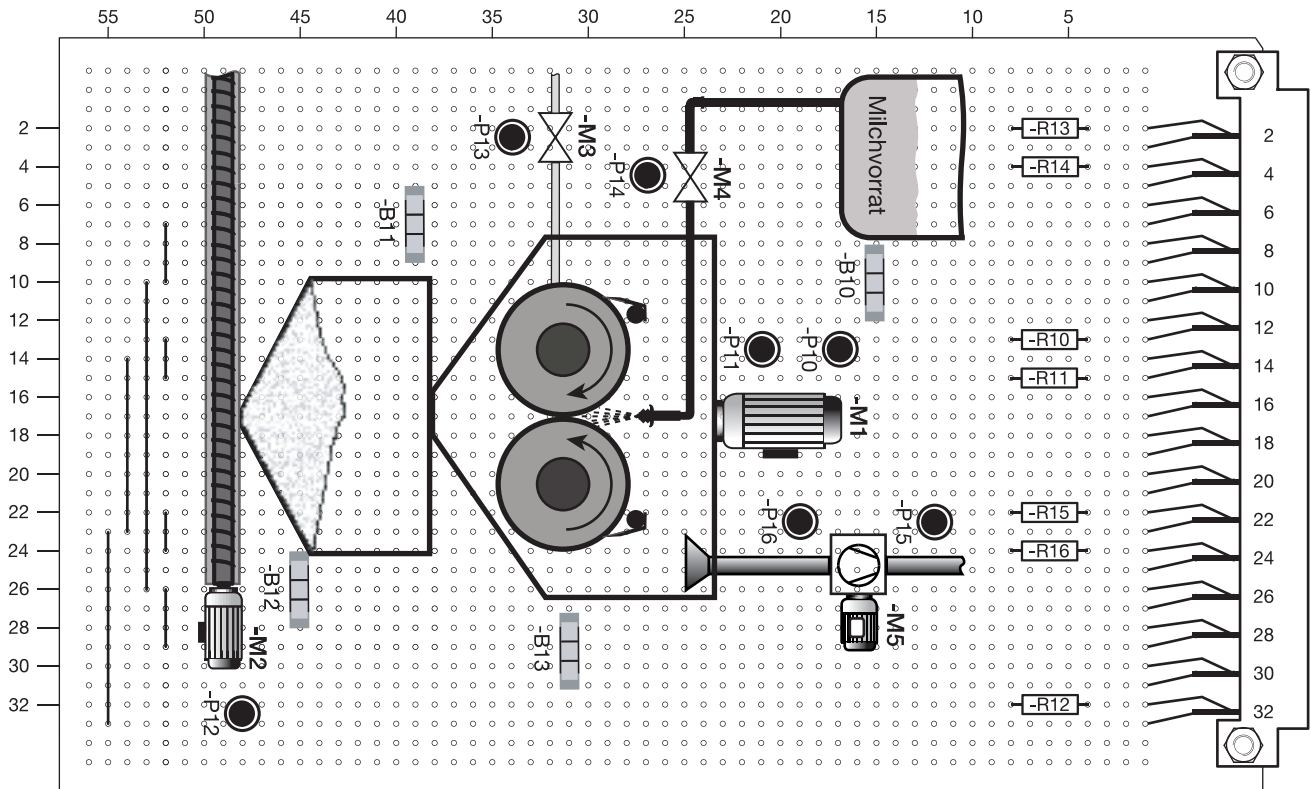 55 50 45 40 35 30 25 20 15 10 5
2
4
6
8
10
12
14
16
18
20
22
24
26
28
30
32
-P13
-M3
-P14
-M4
Milchvorrat
-R13
-R14
-B11
-B10
-P11
-P10
-R10
-R11
-M1
-P16
-P15
-R15
-R16
-B12
-M2
-B13
-M5
-P12
-R12
2
4
6
8
10
12
14
16
18
20
22
24
26
28
30
32